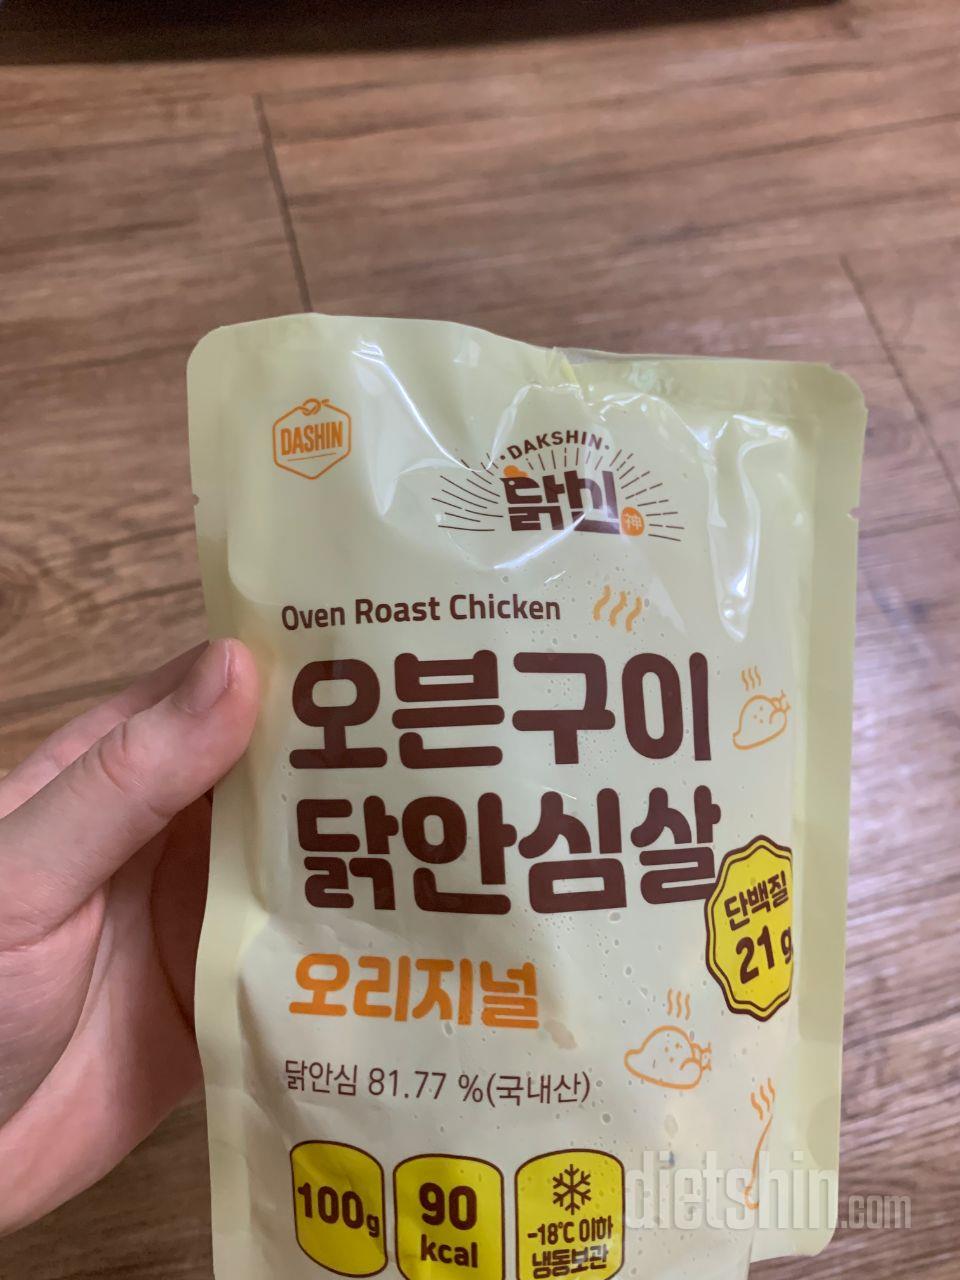 DASHIN
·DAKSHIN·
닭신
神
Oven Roast Chicken
오븐구이
닭안심살
단백질
21g
오리지널
닭안심 81.77 %(국내산)
100g
90
kcal
-18℃ 이하
냉동보관
dietshin.com